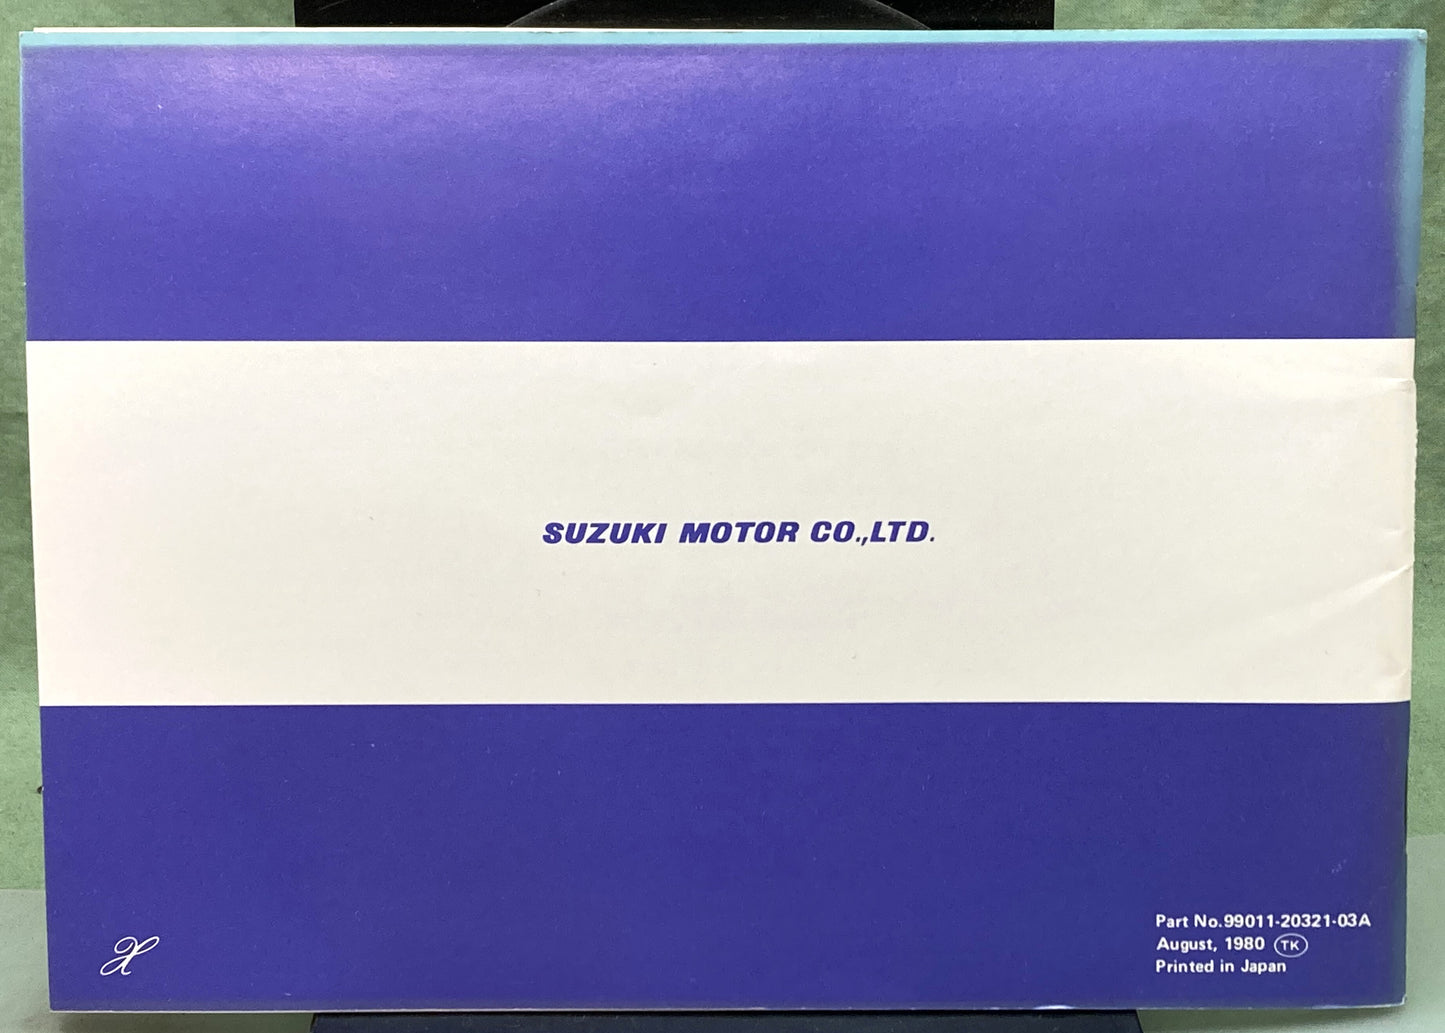 SUZUKI MOTOR CO.,LTD.
Part No.99011-20321-03A
August, 1980 TK
Printed in Japan
X